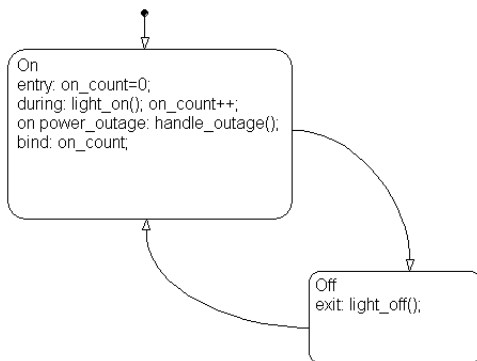 On
entry: on_count=0;
during: light_on(); on_count++;
on power_outage: handle_outage();
bind: on_count;
Off
exit: light_off();